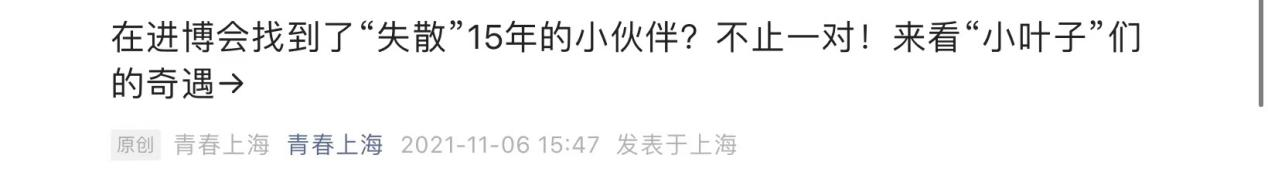 在进博会找到了“失散”15年的小伙伴？不止一对！来看“小叶子”们
的奇遇→
原创 青春上海 青春上海 2021-11-06 15:47 发表于上海